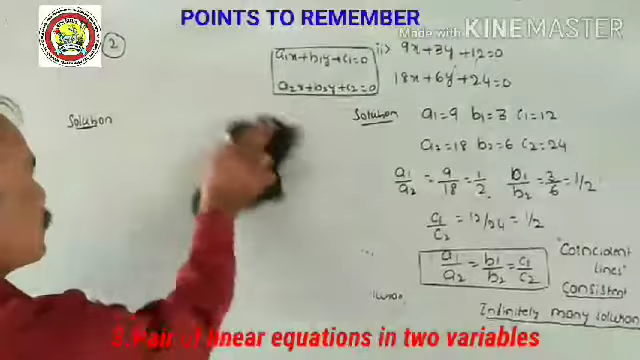 POINTS TO REMEMBER
Made with KINEMASTER
2
a1x+b1y+c1=0
a2x+b2y+c2=0
ii> 9x+3y+12=0
18x+6y+24=0
Solution
Solution
a1=9 b1=3 c1=12
a2=18 b2=6 c2=24
a1/a2 = 9/18 = 1/2 b1/b2 = 3/6 = 1/2
c1/c2 = 12/24 = 1/2
a1/a2 = b1/b2 = c1/c2
"Coincident
lines"
Consistent
Infinitely many solution
3.Pair of linear equations in two variables